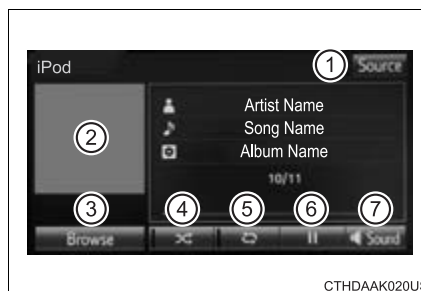 iPod
1
Source
2
Artist Name
Song Name
Album Name
10/11
3
4
5
6
7
Browse
Sound
CTHDAAK020US